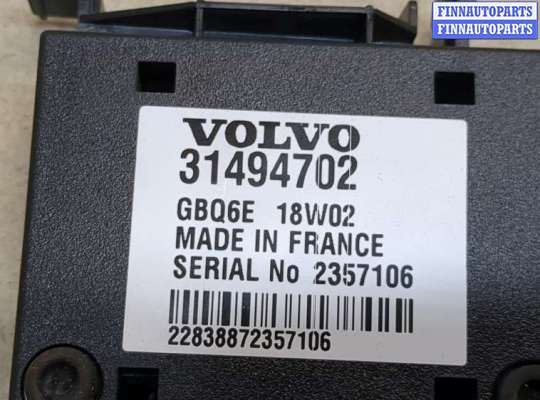 FINNAUTOPARTS
FINNAUTOPARTS
VOLVO
31494702
GBQ6E 18W02
MADE IN FRANCE
SERIAL No 2357106
22838872357106